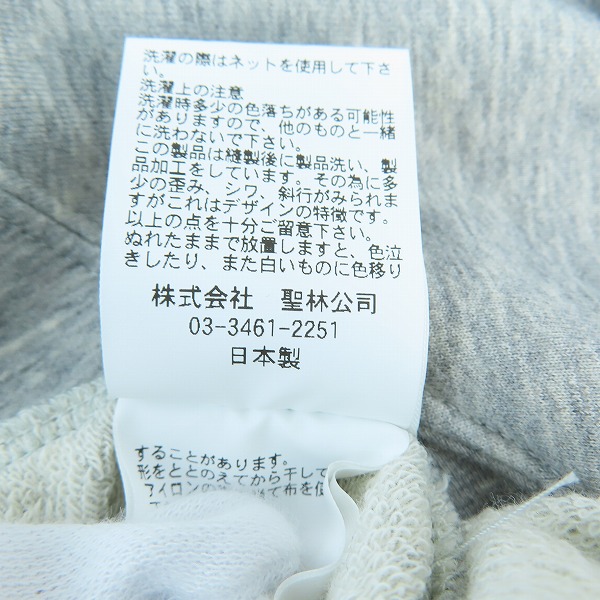 洗濯の際はネットを使用して下さ
い。
洗濯上の注意
洗濯時多少の色落ちがある可能性
がありますので、他のものと一緒
に洗わないで下さい。
この製品は縫製後に製品洗い、製
品加工をしています。その為に多
少の歪み、シワ、斜行がみられま
すがこれはデザインの特徴です。
以上の点を十分ご留意下さい。
ぬれたままで放置しますと、色泣
きしたり、また白いものに色移り
株式会社 聖林公司
03-3461-2251
日本製
することがあります。
形をととのえてから干して
アイロンの
て布を使